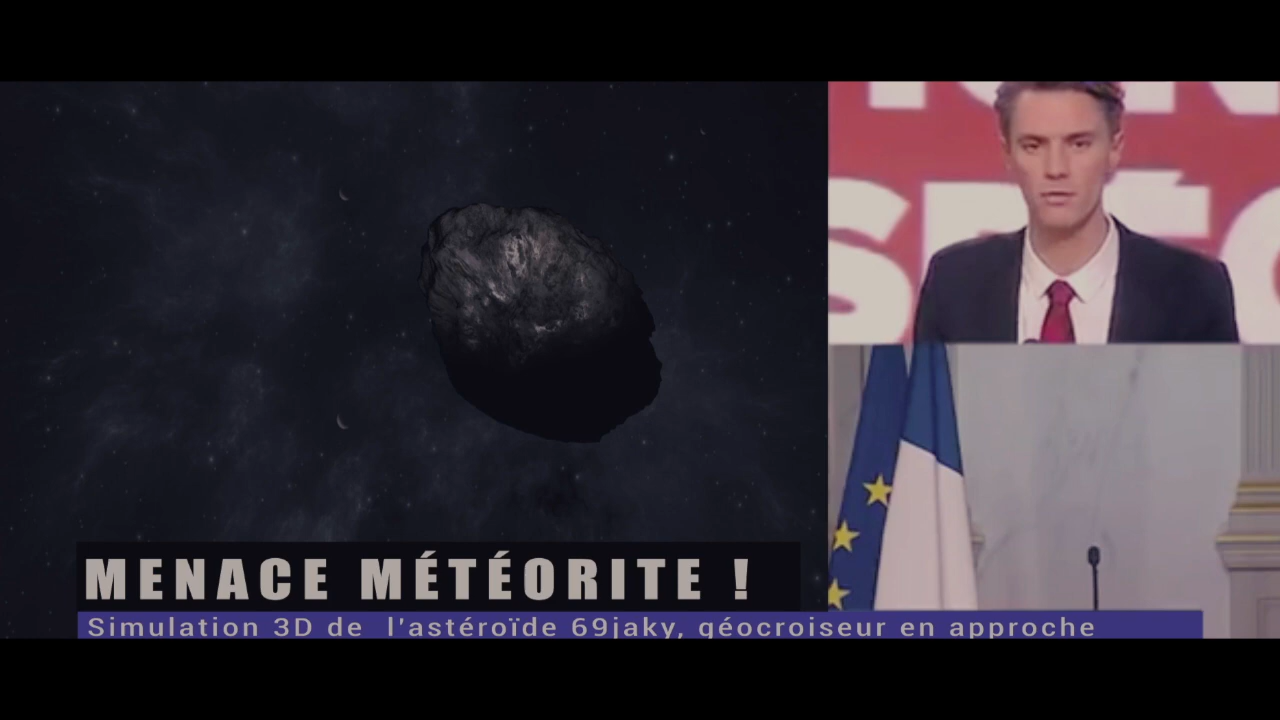 MENACE MÉTÉORITE !
Simulation 3D de l'astéroïde 69jaky, géocroiseur en approche